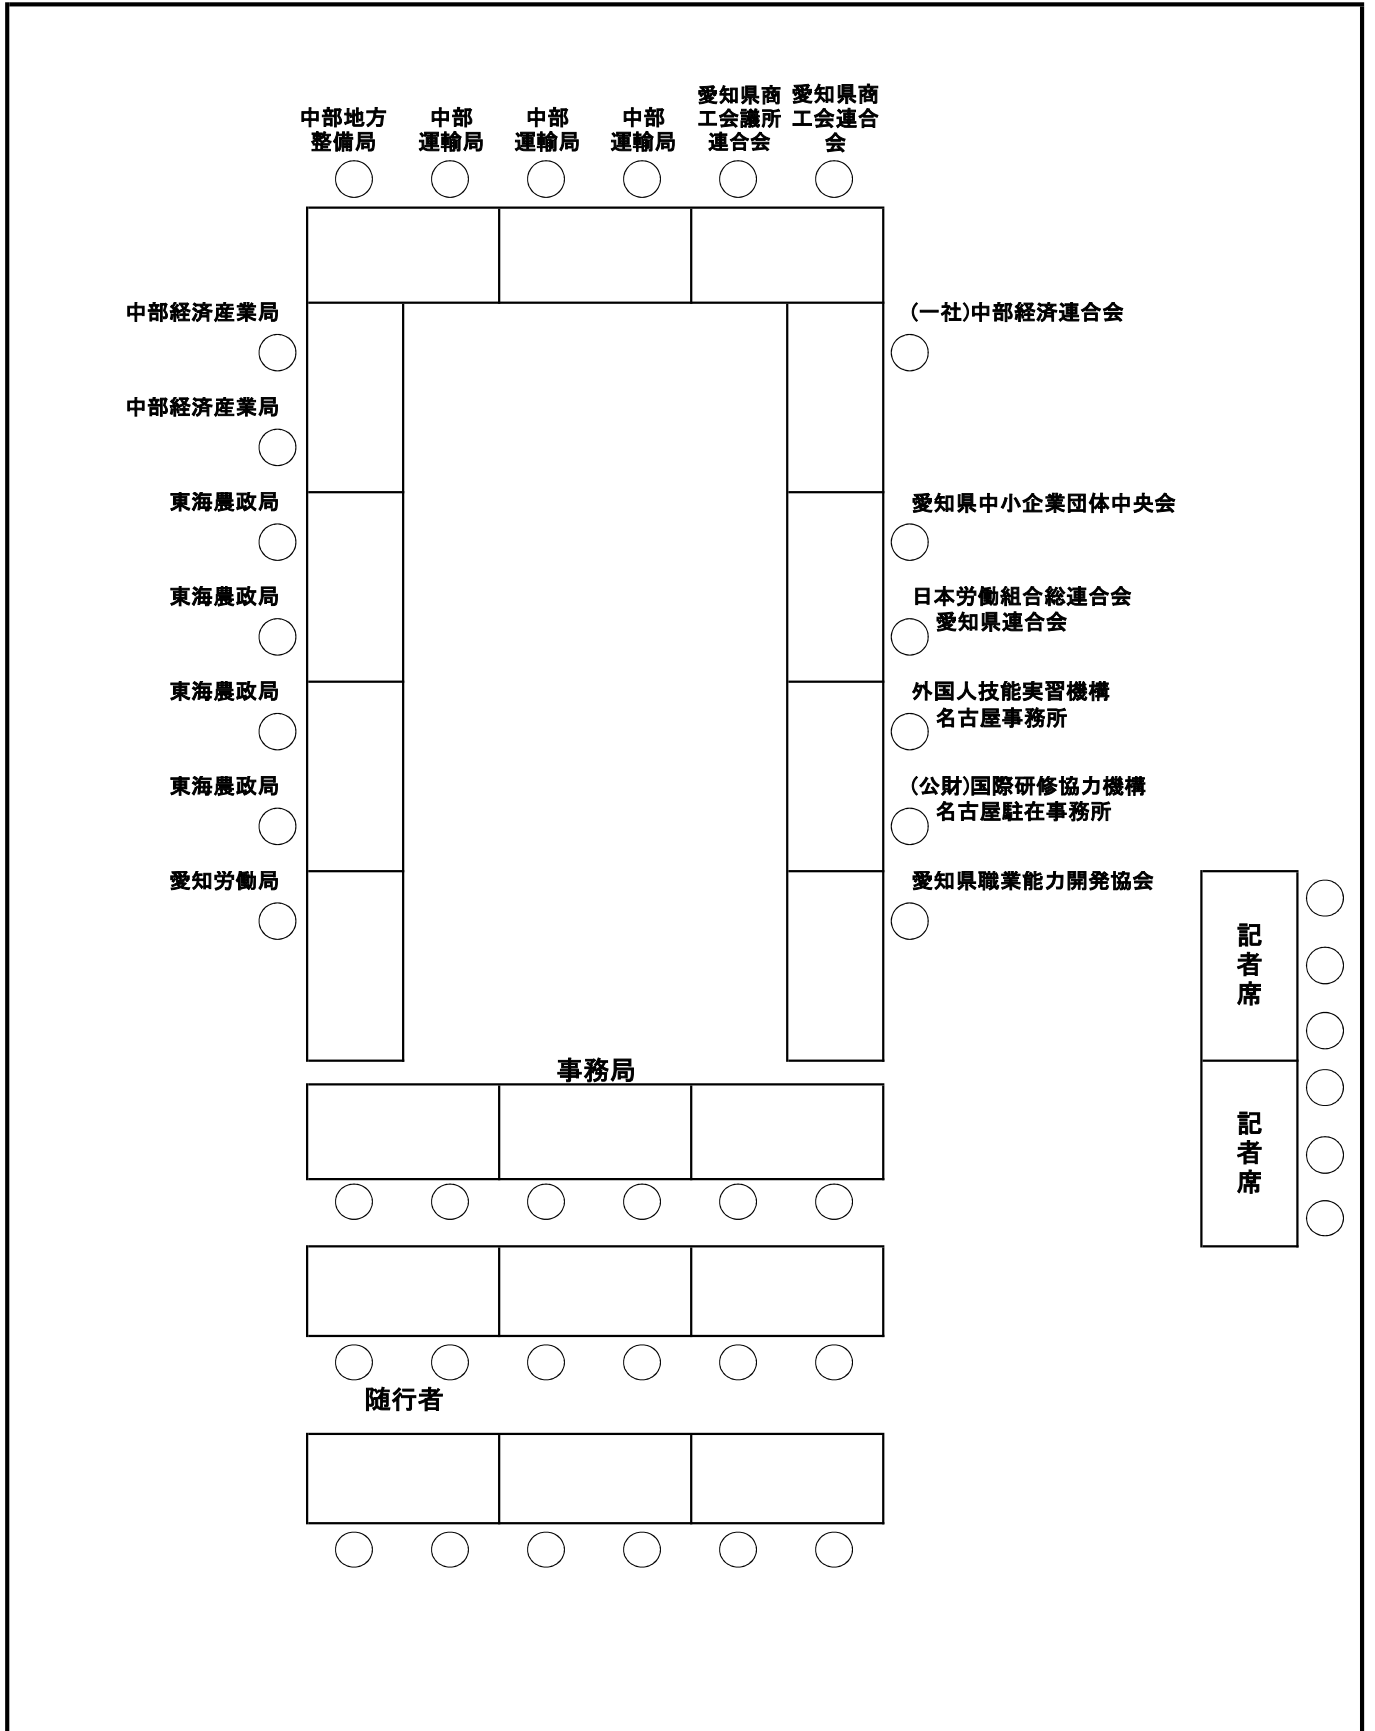 中部地方
整備局
中部
運輸局
中部
運輸局
中部
運輸局
愛知県商
工会議所
連合会
愛知県商
工会連合
会
中部経済産業局
(一社)中部経済連合会
中部経済産業局
東海農政局
愛知県中小企業団体中央会
東海農政局
日本労働組合総連合会
愛知県連合会
東海農政局
外国人技能実習機構
名古屋事務所
東海農政局
(公財)国際研修協力機構
名古屋駐在事務所
愛知労働局
愛知県職業能力開発協会
記
者
席
事務局
記
者
席
随行者